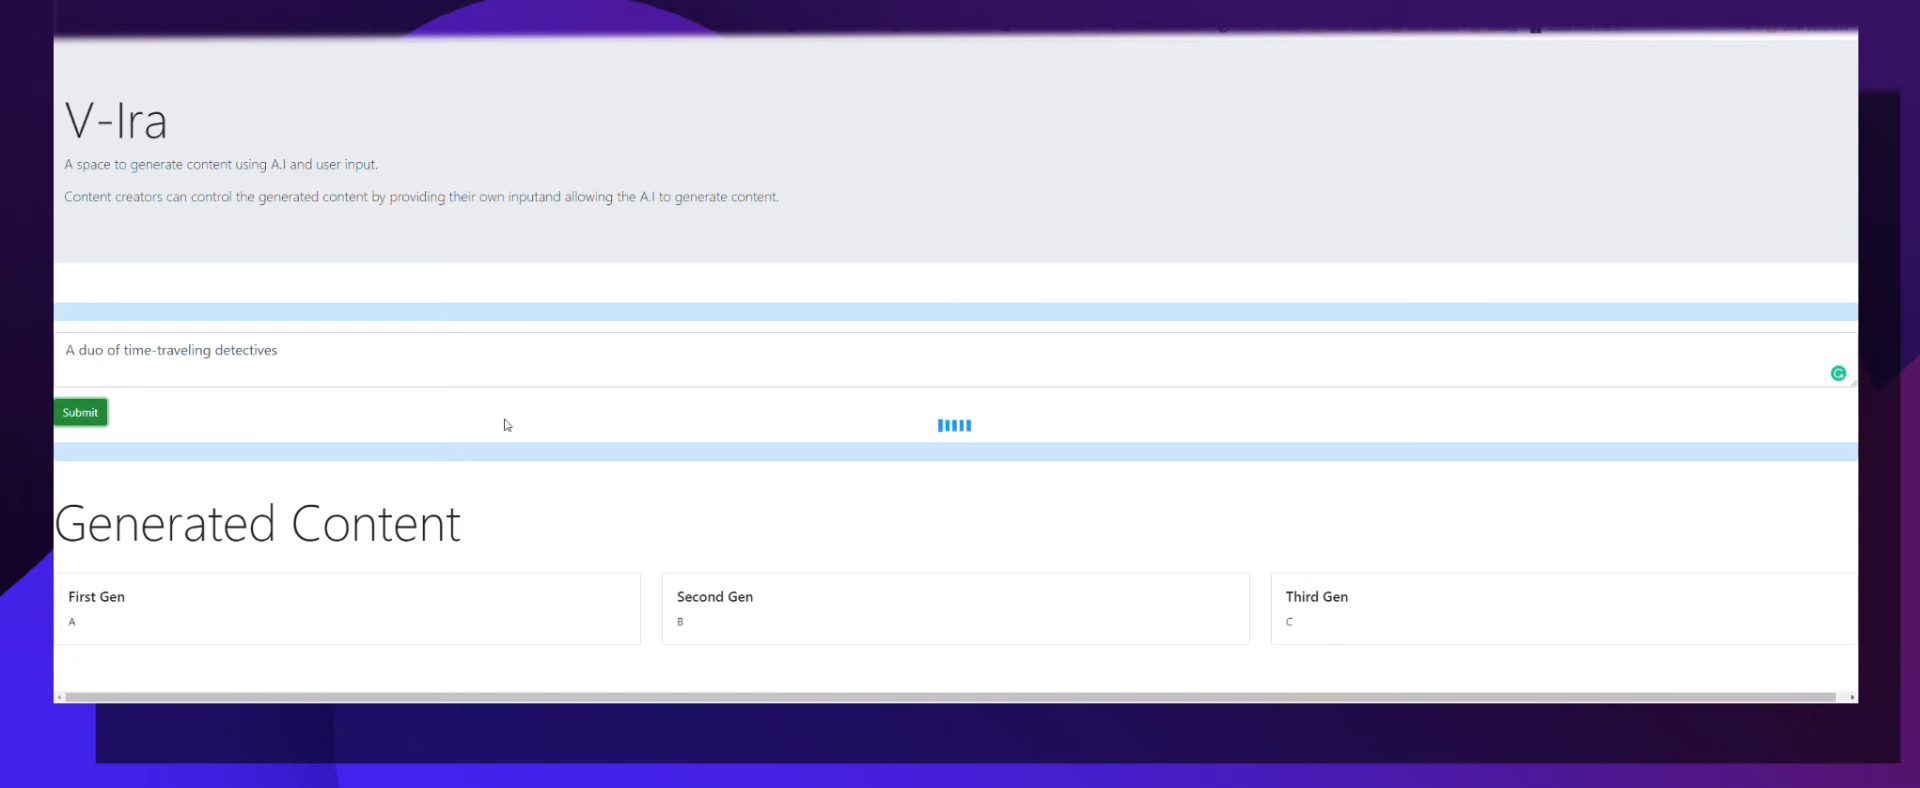 V-Ira
A space to generate content using A.I and user input.
Content creators can control the generated content by providing their own inputand allowing the A.I to generate content.
A duo of time-traveling detectives
Submit
Generated Content
First Gen
A
Second Gen
B
Third Gen
C